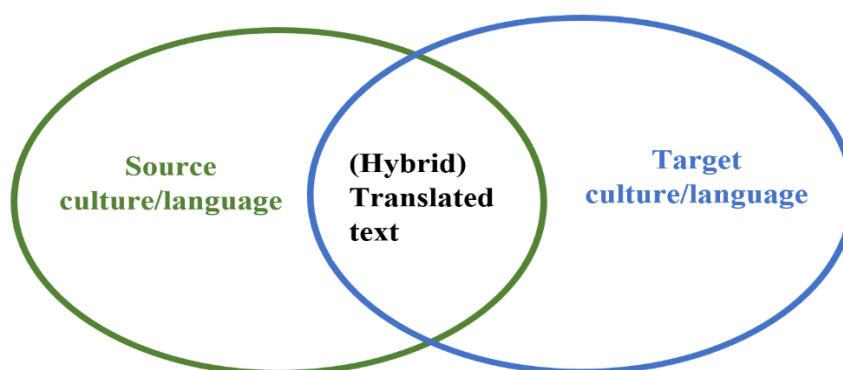 Source
culture/language
(Hybrid)
Translated
text
Target
culture/language